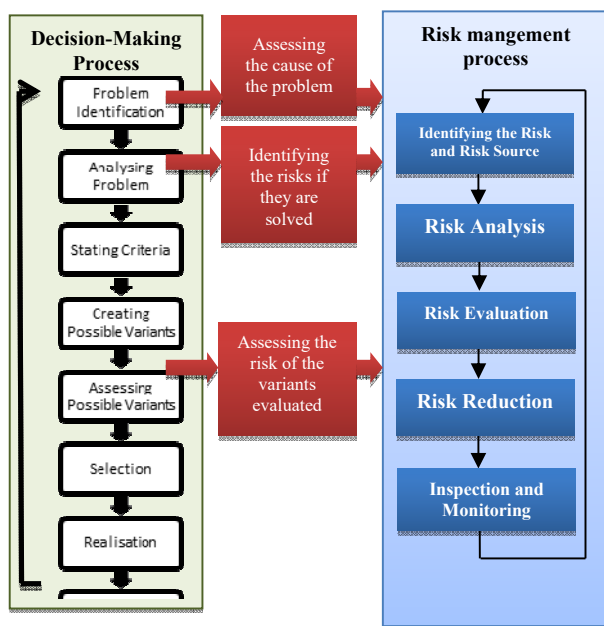 Decision-Making
Process
Problem
Identification
Analysing
Problem
Stating Criteria
Creating
Possible Variants
Assessing
Possible Variants
Selection
Realisation
Assessing
the cause of
the problem
Identifying
the risks if
they are
solved
Assessing the
risk of the
variants
evaluated
Risk mangement
process
Identifying the Risk
and Risk Source
Risk Analysis
Risk Evaluation
Risk Reduction
Inspection and
Monitoring